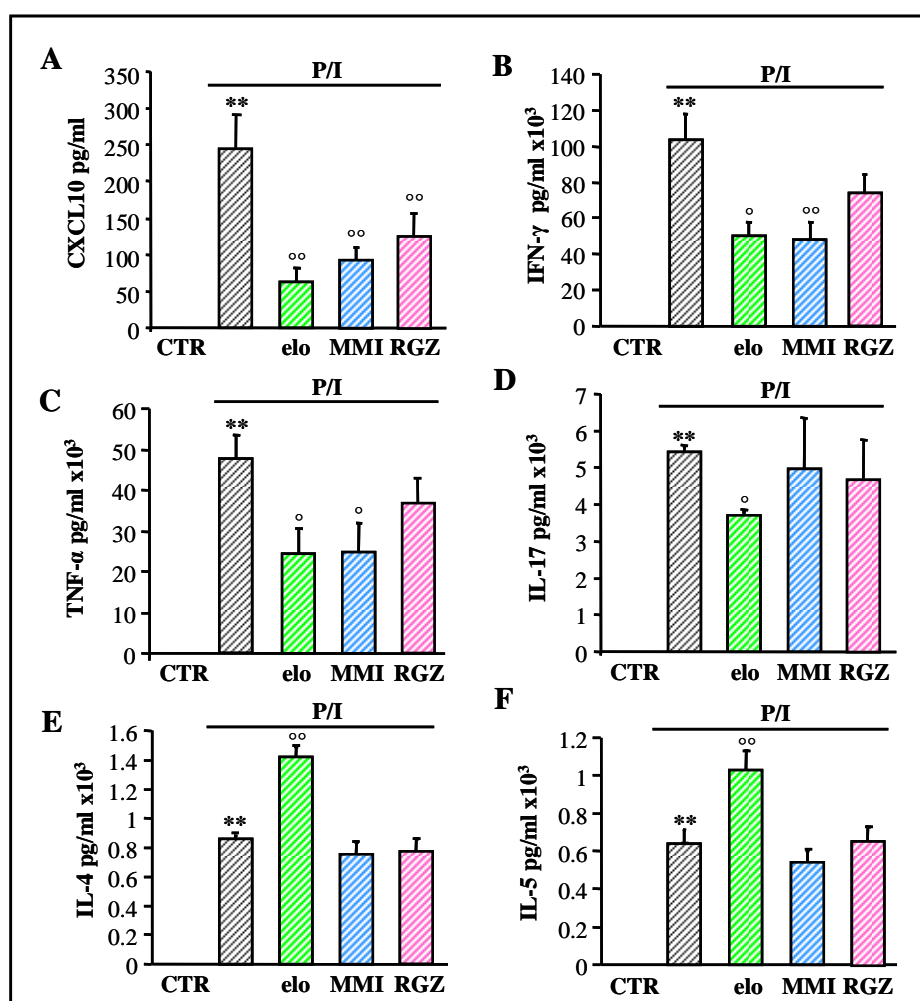 A
P/I
CXCL10 pg/ml
350
300
250
200
150
100
50
0
**
°°
°°
°°
CTR elo MMI RGZ
B
P/I
IFN-γ pg/ml x10³
140
120
100
80
60
40
20
0
**
°
°°
CTR elo MMI RGZ
C
P/I
TNF-α pg/ml x10³
60
50
40
30
20
10
0
**
°
°
CTR elo MMI RGZ
D
P/I
IL-17 pg/ml x10³
7
6
5
4
3
2
1
0
**
°
CTR elo MMI RGZ
E
P/I
IL-4 pg/ml x10³
1.6
1.4
1.2
1
0.8
0.6
0.4
0.2
0
**
°°
CTR elo MMI RGZ
F
P/I
IL-5 pg/ml x10³
1.2
1
0.8
0.6
0.4
0.2
0
**
°°
CTR elo MMI RGZ